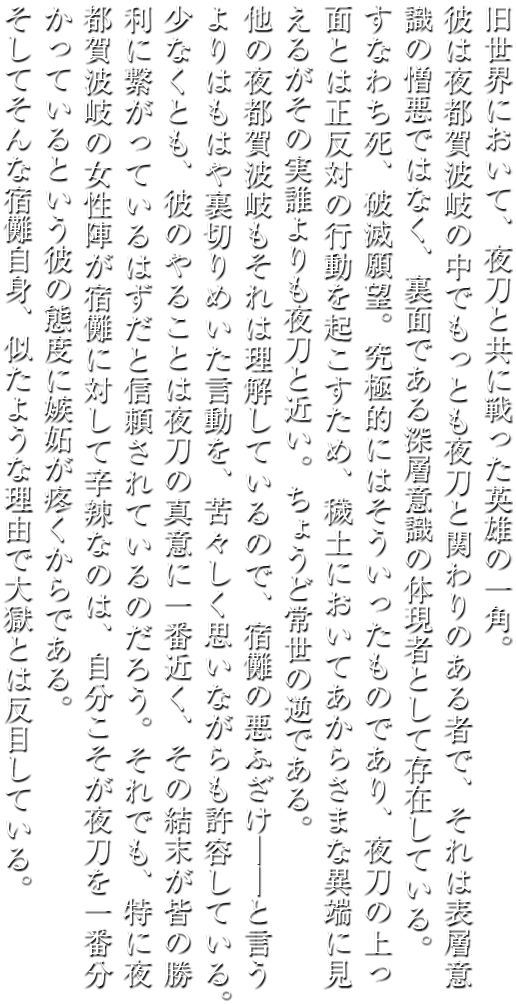 旧世界において、夜刀と共に戦った英雄の一角。
彼は夜都賀波岐の中でもっとも夜刀と関わりのある者で、それは表層意
識の憎悪ではなく、裏面である深層意識の体現者として存在している。
すなわち死、破滅願望。究極的にはそういったものであり、夜刀の上っ
面とは正反対の行動を起こすため、穢土においてあからさまな異端に見
えるがその実誰よりも夜刀と近い。ちょうど常世の逆である。
他の夜都賀波岐もそれは理解しているので、宿儺の悪ふざけ――と言う
よりはもはや裏切りめいた言動を、苦々しく思いながらも許容している。
少なくとも、彼のやることは夜刀の真意に一番近く、その結末が皆の勝
利に繋がっているはずだと信頼されているのだろう。それでも、特に夜
都賀波岐の女性陣が宿儺に対して辛辣なのは、自分こそが夜刀を一番分
かっているという彼の態度に嫉妬が疼くからである。
そしてそんな宿儺自身、似たような理由で大獄とは反目している。